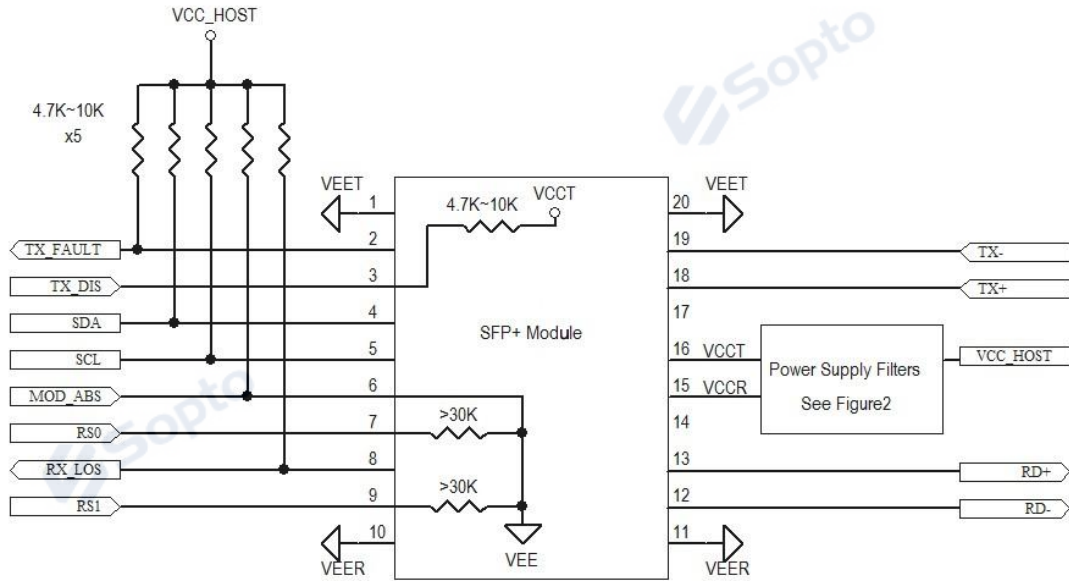 Sopto
VCC_HOST
4.7K~10K
x5
VEET
1
4.7K~10K
VCCT
20
VEET
TX_FAULT
2
19
TX-
TX_DIS
3
18
TX+
SDA
4
17
SFP+ Module
SCL
5
16
VCCT
Power Supply Filters
See Figure2
VCC_HOST
MOD_ABS
6
15
VCCR
RS0
7
>30K
14
RX_LOS
8
13
RD+
RS1
9
>30K
12
RD-
10
VEER
VEE
11
VEER
Sopto